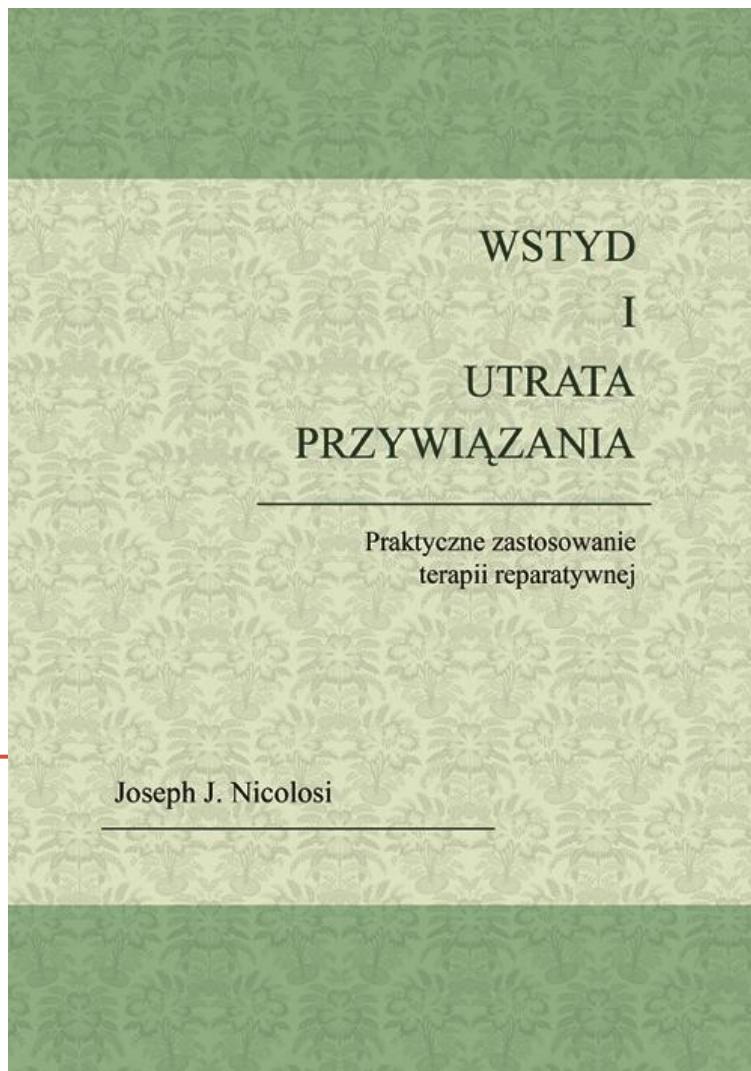 WSTYD
I
UTRATA
PRZYWIĄZANIA
Praktyczne zastosowanie
terapii reparatywnej
Joseph J. Nicolosi